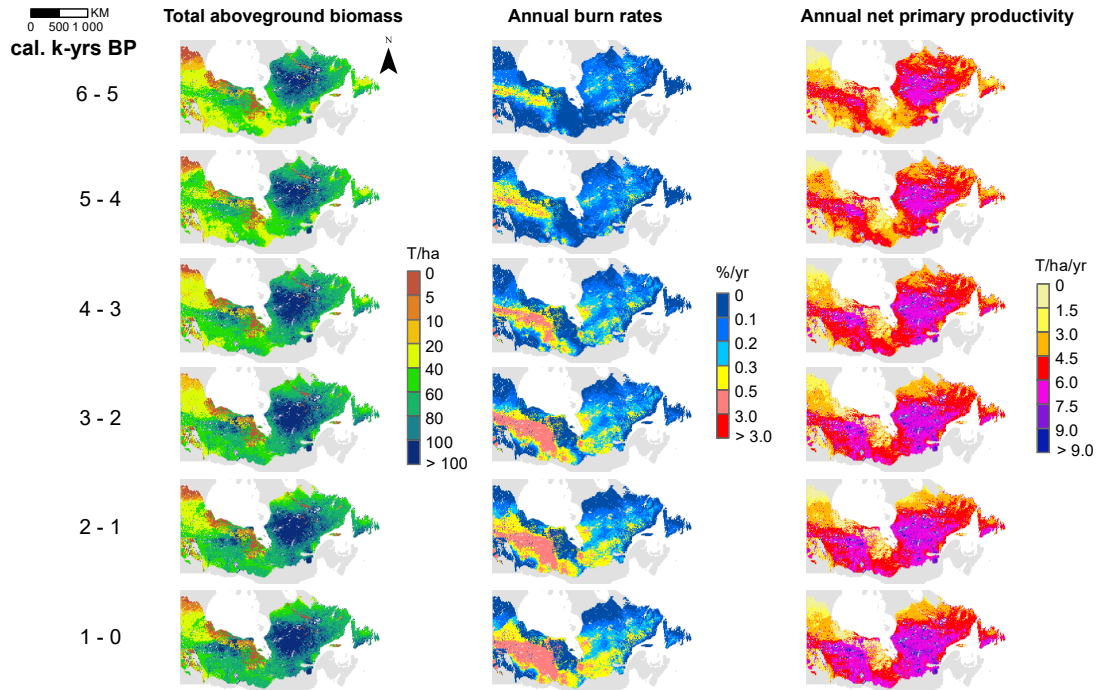 KM
0 500 1 000
cal. k-yrs BP
Total aboveground biomass
Annual burn rates
Annual net primary productivity
N
6 - 5
5 - 4
4 - 3
3 - 2
2 - 1
1 - 0
T/ha
0
5
10
20
40
60
80
100
> 100
%/yr
0
0.1
0.2
0.3
0.5
3.0
> 3.0
T/ha/yr
0
1.5
3.0
4.5
6.0
7.5
9.0
> 9.0